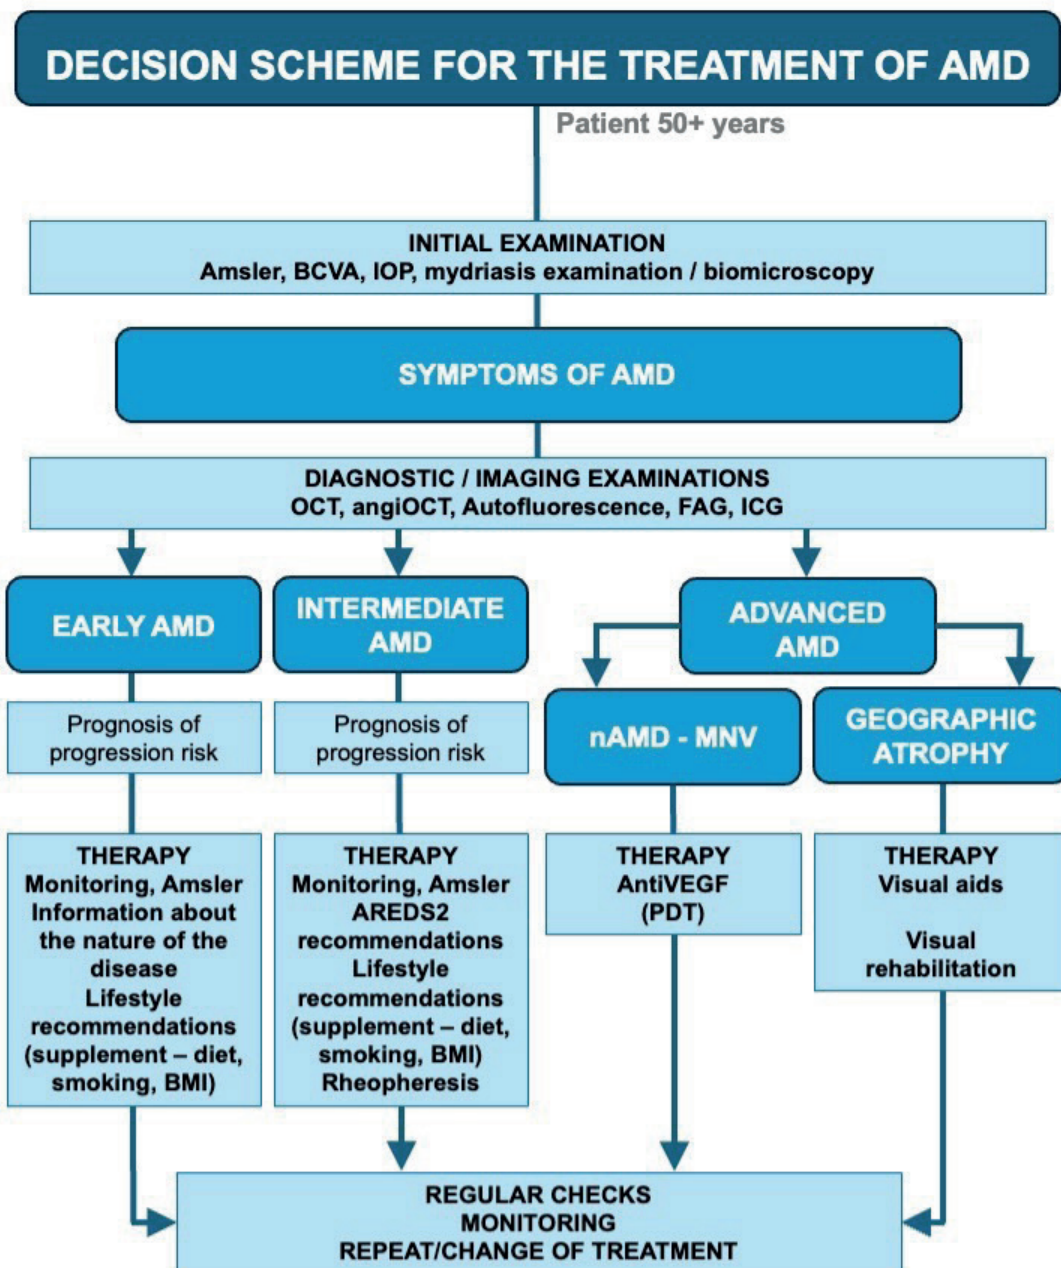 DECISION SCHEME FOR THE TREATMENT OF AMD
Patient 50+ years
INITIAL EXAMINATION
Amsler, BCVA, IOP, mydriasis examination / biomicroscopy
SYMPTOMS OF AMD
DIAGNOSTIC / IMAGING EXAMINATIONS
OCT, angiOCT, Autofluorescence, FAG, ICG
EARLY AMD
INTERMEDIATE
AMD
ADVANCED
AMD
nAMD - MNV
GEOGRAPHIC
ATROPHY
Prognosis of
progression risk
Prognosis of
progression risk
THERAPY
Monitoring, Amsler
Information about
the nature of the
disease
Lifestyle
recommendations
(supplement – diet,
smoking, BMI)
THERAPY
Monitoring, Amsler
AREDS2
recommendations
Lifestyle
recommendations
(supplement – diet,
smoking, BMI)
Rheopheresis
THERAPY
AntiVEGF
(PDT)
THERAPY
Visual aids
Visual
rehabilitation
REGULAR CHECKS
MONITORING
REPEAT/CHANGE OF TREATMENT